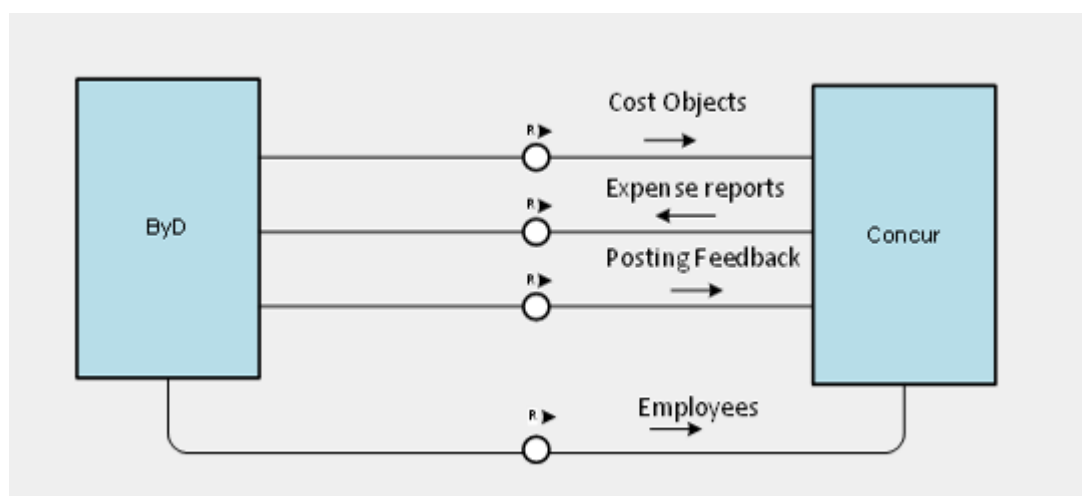 Cost Objects
R
Expense reports
R
ByD
Concur
Posting Feedback
R
Employees
R